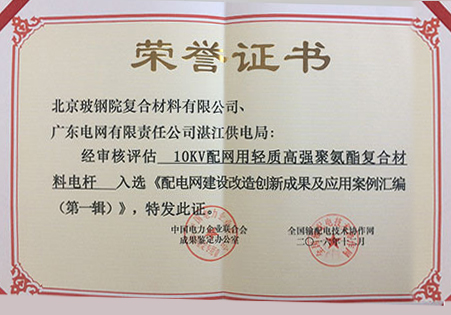 荣誉证书
北京玻钢院复合材料有限公司、
广东电网有限责任公司湛江供电局：
经审核评估 10KV配网用轻质高强聚氨酯复合材
料电杆 入选《配电网建设改造创新成果及应用案例汇编
（第一辑）》，特发此证。
中国电力企业联合会
成果鉴定办公室
全国输配电技术协作网
二〇一六年十二月